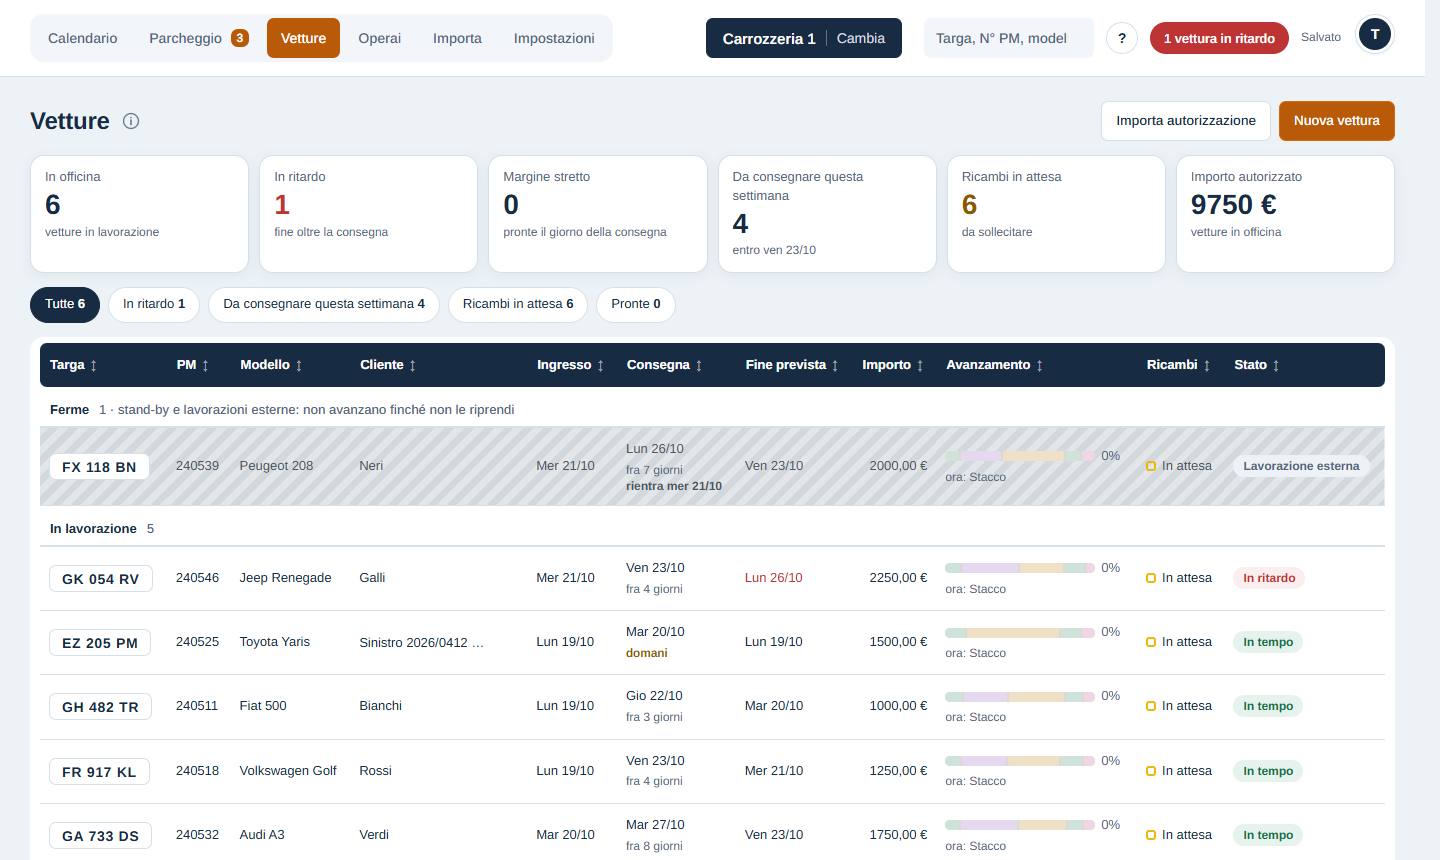 Calendario Parcheggio 3 Vetture Operai Importa Impostazioni Carrozzeria 1 Cambia Targa, N° PM, model ? 1 vettura in ritardo Salvato T
Vetture Importa autorizzazione Nuova vettura
In officina
6
vetture in lavorazione
In ritardo
1
fine oltre la consegna
Margine stretto
0
pronte il giorno della consegna
Da consegnare questa
settimana
4
entro ven 23/10
Ricambi in attesa
6
da sollecitare
Importo autorizzato
9750 €
vetture in officina
Tutte 6 In ritardo 1 Da consegnare questa settimana 4 Ricambi in attesa 6 Pronte 0
Targa ↕ PM ↕ Modello ↕ Cliente ↕ Ingresso ↕ Consegna ↕ Fine prevista ↕ Importo ↕ Avanzamento ↕ Ricambi ↕ Stato ↕
Ferme 1 · stand-by e lavorazioni esterne: non avanzano finché non le riprendi
FX 118 BN 240539 Peugeot 208 Neri Mer 21/10 Lun 26/10 Ven 23/10 2000,00 € 0% In attesa Lavorazione esterna
fra 7 giorni ora: Stacco
rientra mer 21/10
In lavorazione 5
GK 054 RV 240546 Jeep Renegade Galli Mer 21/10 Ven 23/10 Lun 26/10 2250,00 € 0% In attesa In ritardo
fra 4 giorni ora: Stacco
EZ 205 PM 240525 Toyota Yaris Sinistro 2026/0412 … Lun 19/10 Mar 20/10 Lun 19/10 1500,00 € 0% In attesa In tempo
domani ora: Stacco
GH 482 TR 240511 Fiat 500 Bianchi Lun 19/10 Gio 22/10 Mar 20/10 1000,00 € 0% In attesa In tempo
fra 3 giorni ora: Stacco
FR 917 KL 240518 Volkswagen Golf Rossi Lun 19/10 Ven 23/10 Mer 21/10 1250,00 € 0% In attesa In tempo
fra 4 giorni ora: Stacco
GA 733 DS 240532 Audi A3 Verdi Mar 20/10 Mar 27/10 Ven 23/10 1750,00 € 0% In attesa In tempo
fra 8 giorni ora: Stacco